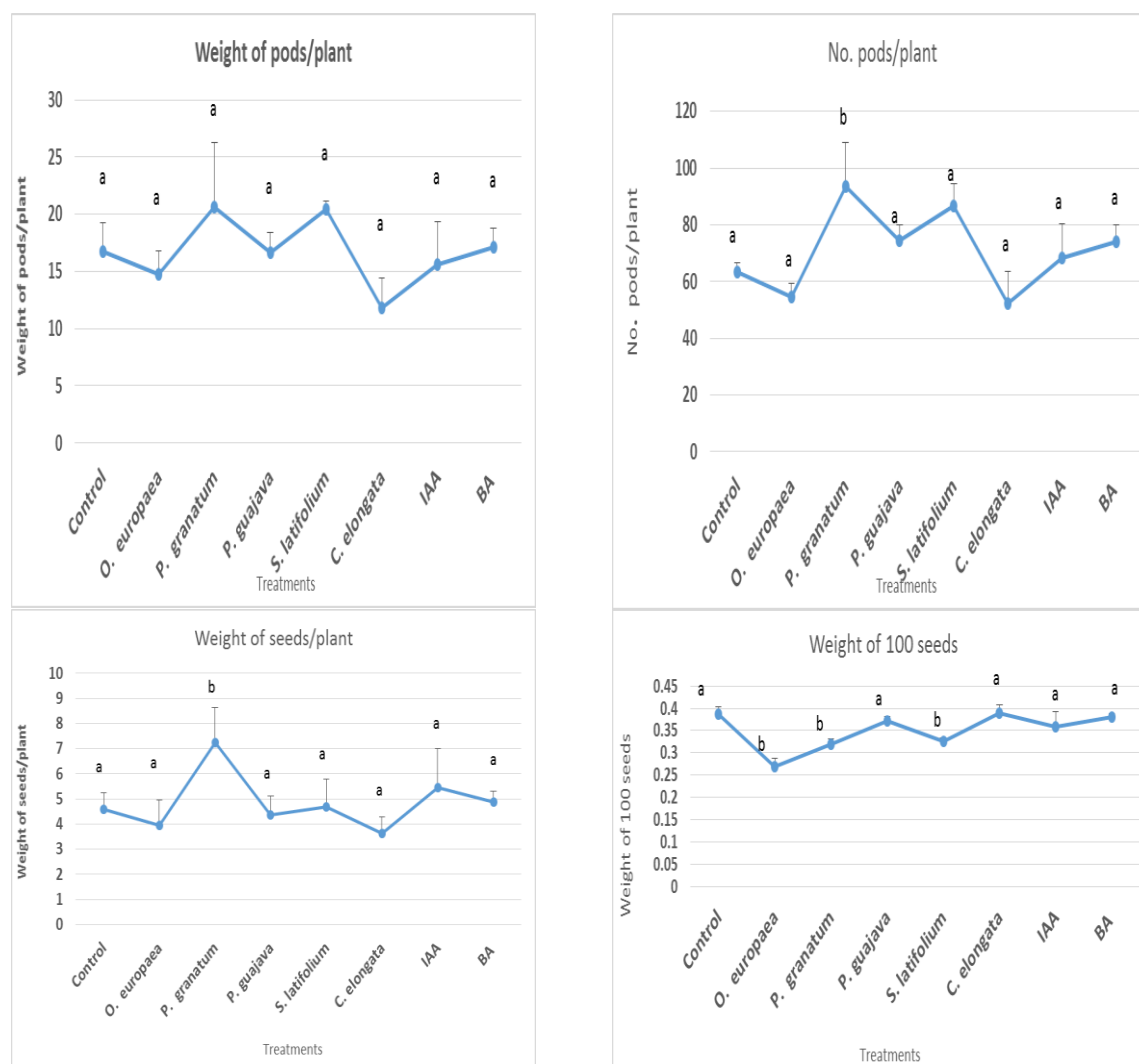 Weight of pods/plant
Weight of pods/plant
30
25
20
15
10
5
0
a
a
a
a
a
a
a
a
Control
O. europaea
P. granatum
P. guajava
S. latifolium
C. elongata
IAA
BA
Treatments
No. pods/plant
No. pods/plant
120
100
80
60
40
20
0
a
a
b
a
a
a
a
a
Control
O. europaea
P. granatum
P. guajava
S. latifolium
C. elongata
IAA
BA
Treatments
Weight of seeds/plant
Weight of seeds/plant
10
9
8
7
6
5
4
3
2
1
0
a
a
b
a
a
a
a
a
Control
O. europaea
P. granatum
P. guajava
S. latifolium
C. elongata
IAA
BA
Treatments
Weight of 100 seeds
Weight of 100 seeds
0.45
0.4
0.35
0.3
0.25
0.2
0.15
0.1
0.05
0
a
b
b
a
b
a
a
a
Control
O. europaea
P. granatum
P. guajava
S. latifolium
C. elongata
IAA
BA
Treatments